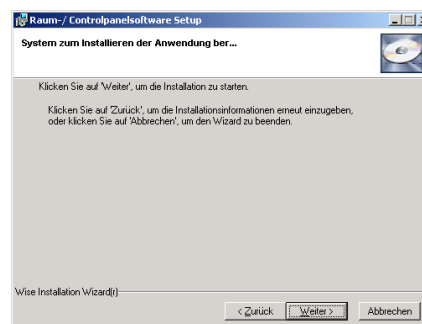 Raum-/ Controlpanelsoftware Setup
System zum Installieren der Anwendung ber...
Klicken Sie auf 'Weiter', um die Installation zu starten.
Klicken Sie auf 'Zurück', um die Installationsinformationen erneut einzugeben,
oder klicken Sie auf 'Abbrechen', um den Wizard zu beenden.
Wise Installation Wizard(r)
< Zurück Weiter > Abbrechen